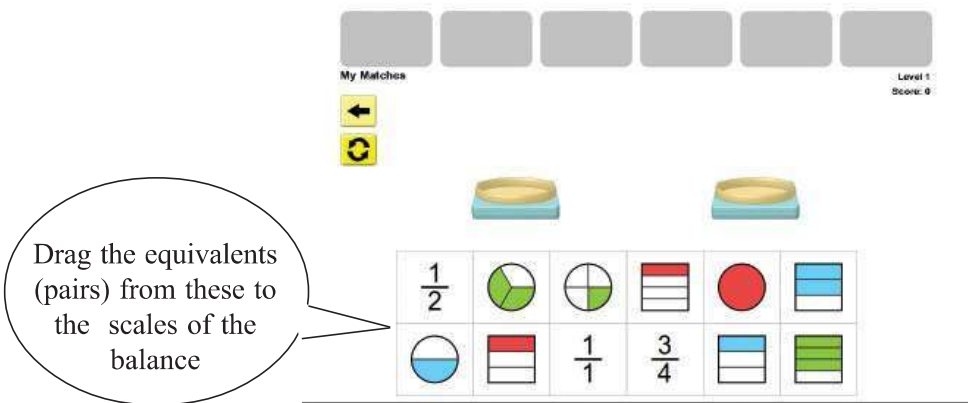 My Matches
Level 1
Score: 0
Drag the equivalents
(pairs) from these to
the scales of the
balance
1/2
1/1
3/4